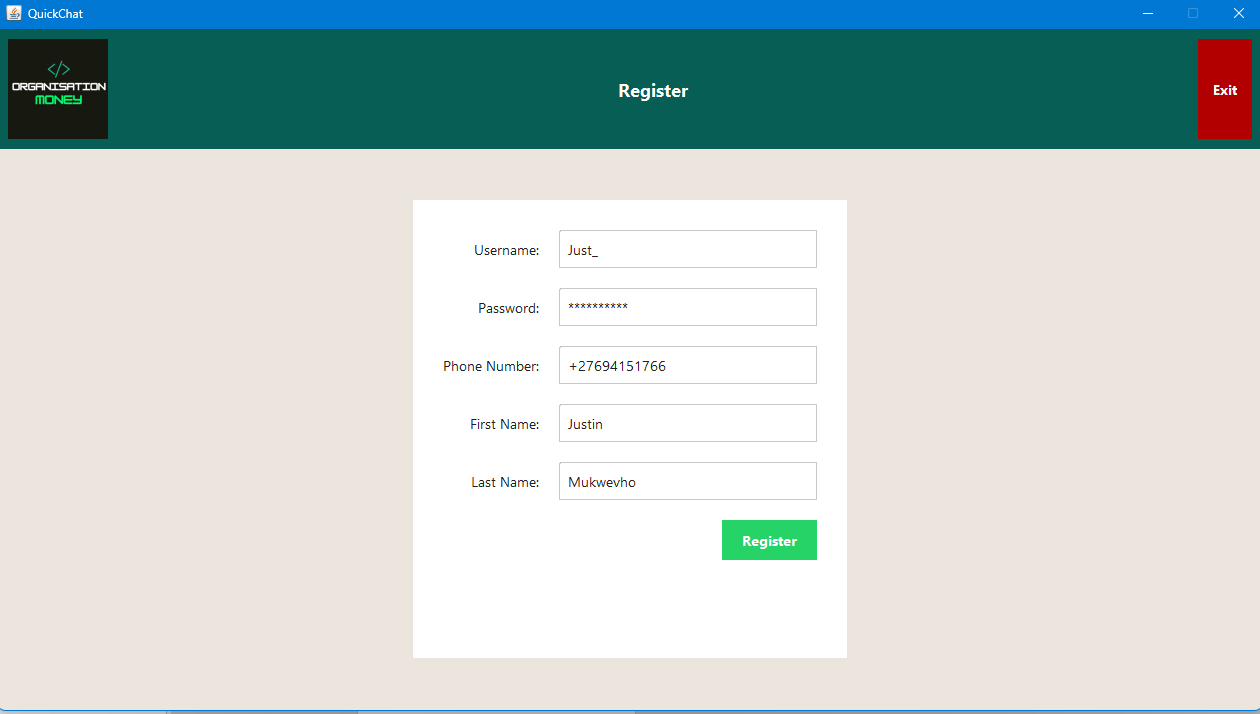 QuickChat
</>
ORGANISATION
MONEY
Register
Exit
Username: Just_
Password: **********
Phone Number: +27694151766
First Name: Justin
Last Name: Mukwevho
Register